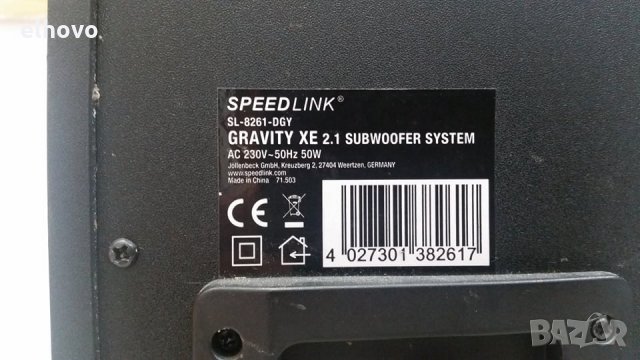 ethovo
SPEEDLINK®
SL-8261-DGY
GRAVITY XE 2.1 SUBWOOFER SYSTEM
AC 230V~50Hz 50W
Jöllenbeck GmbH, Kreuzberg 2, 27404 Weertzen, GERMANY
www.speedlink.com
Made in China 71.503
CE
4 027301 382617
BAZAR